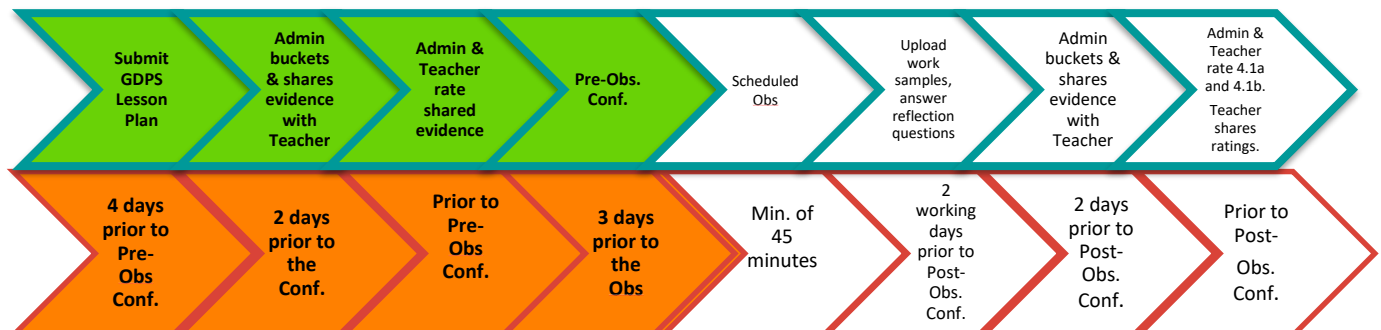 Submit
GDPS
Lesson
Plan
Admin
buckets
& shares
evidence
with
Teacher
Admin &
Teacher
rate
shared
evidence
Pre-Obs.
Conf.
Scheduled
Obs
Upload
work
samples,
answer
reflection
questions
Admin
buckets &
shares
evidence
with
Teacher
Admin &
Teacher
rate 4.1a
and 4.1b.
Teacher
shares
ratings.
4 days
prior to
Pre-
Obs
Conf.
2 days
prior to
the
Conf.
Prior to
Pre-
Obs
Conf.
3 days
prior to
the
Obs
Min. of
45
minutes
2
working
days
prior to
Post-
Obs.
Conf.
2 days
prior to
Post-
Obs.
Conf.
Prior to
Post-
Obs.
Conf.